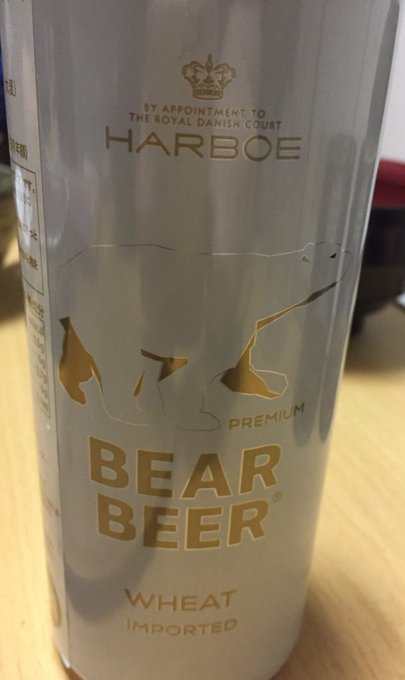 BY APPOINTMENT TO
THE ROYAL DANISH COURT
HARBOE
PREMIUM
BEAR
BEER®
WHEAT
IMPORTED